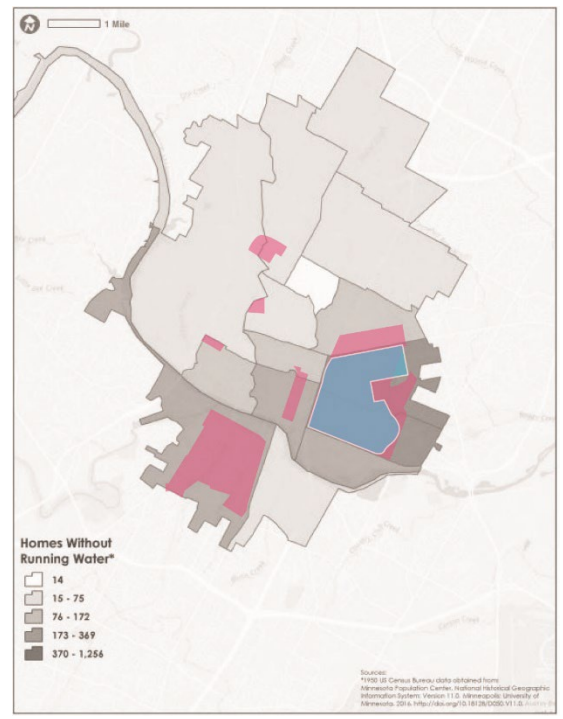 N
1 Mile
Homes Without
Running Water*
14
15 - 75
76 - 172
173 - 369
370 - 1,256
Sources:
*1950 US Census Bureau data obtained from:
Minnesota Population Center. National Historical Geographic
Information System: Version 11.0. Minneapolis: University of
Minnesota. 2016. http://doi.org/10.18128/D050.V11.0.